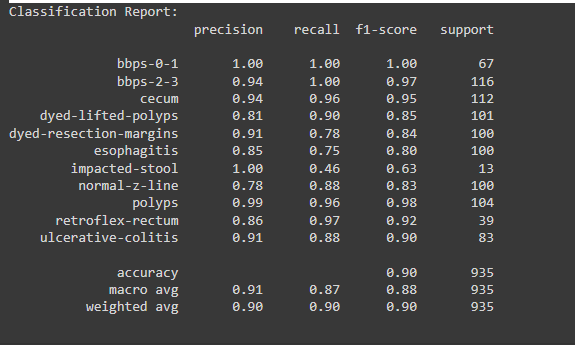 Classification Report:
precision recall f1-score support
bbps-0-1 1.00 1.00 1.00 67
bbps-2-3 0.94 1.00 0.97 116
cecum 0.94 0.96 0.95 112
dyed-lifted-polyps 0.81 0.90 0.85 101
dyed-resection-margins 0.91 0.78 0.84 100
esophagitis 0.85 0.75 0.80 100
impacted-stool 1.00 0.46 0.63 13
normal-z-line 0.78 0.88 0.83 100
polyps 0.99 0.96 0.98 104
retroflex-rectum 0.86 0.97 0.92 39
ulcerative-colitis 0.91 0.88 0.90 83
accuracy 0.90 935
macro avg 0.91 0.87 0.88 935
weighted avg 0.90 0.90 0.90 935